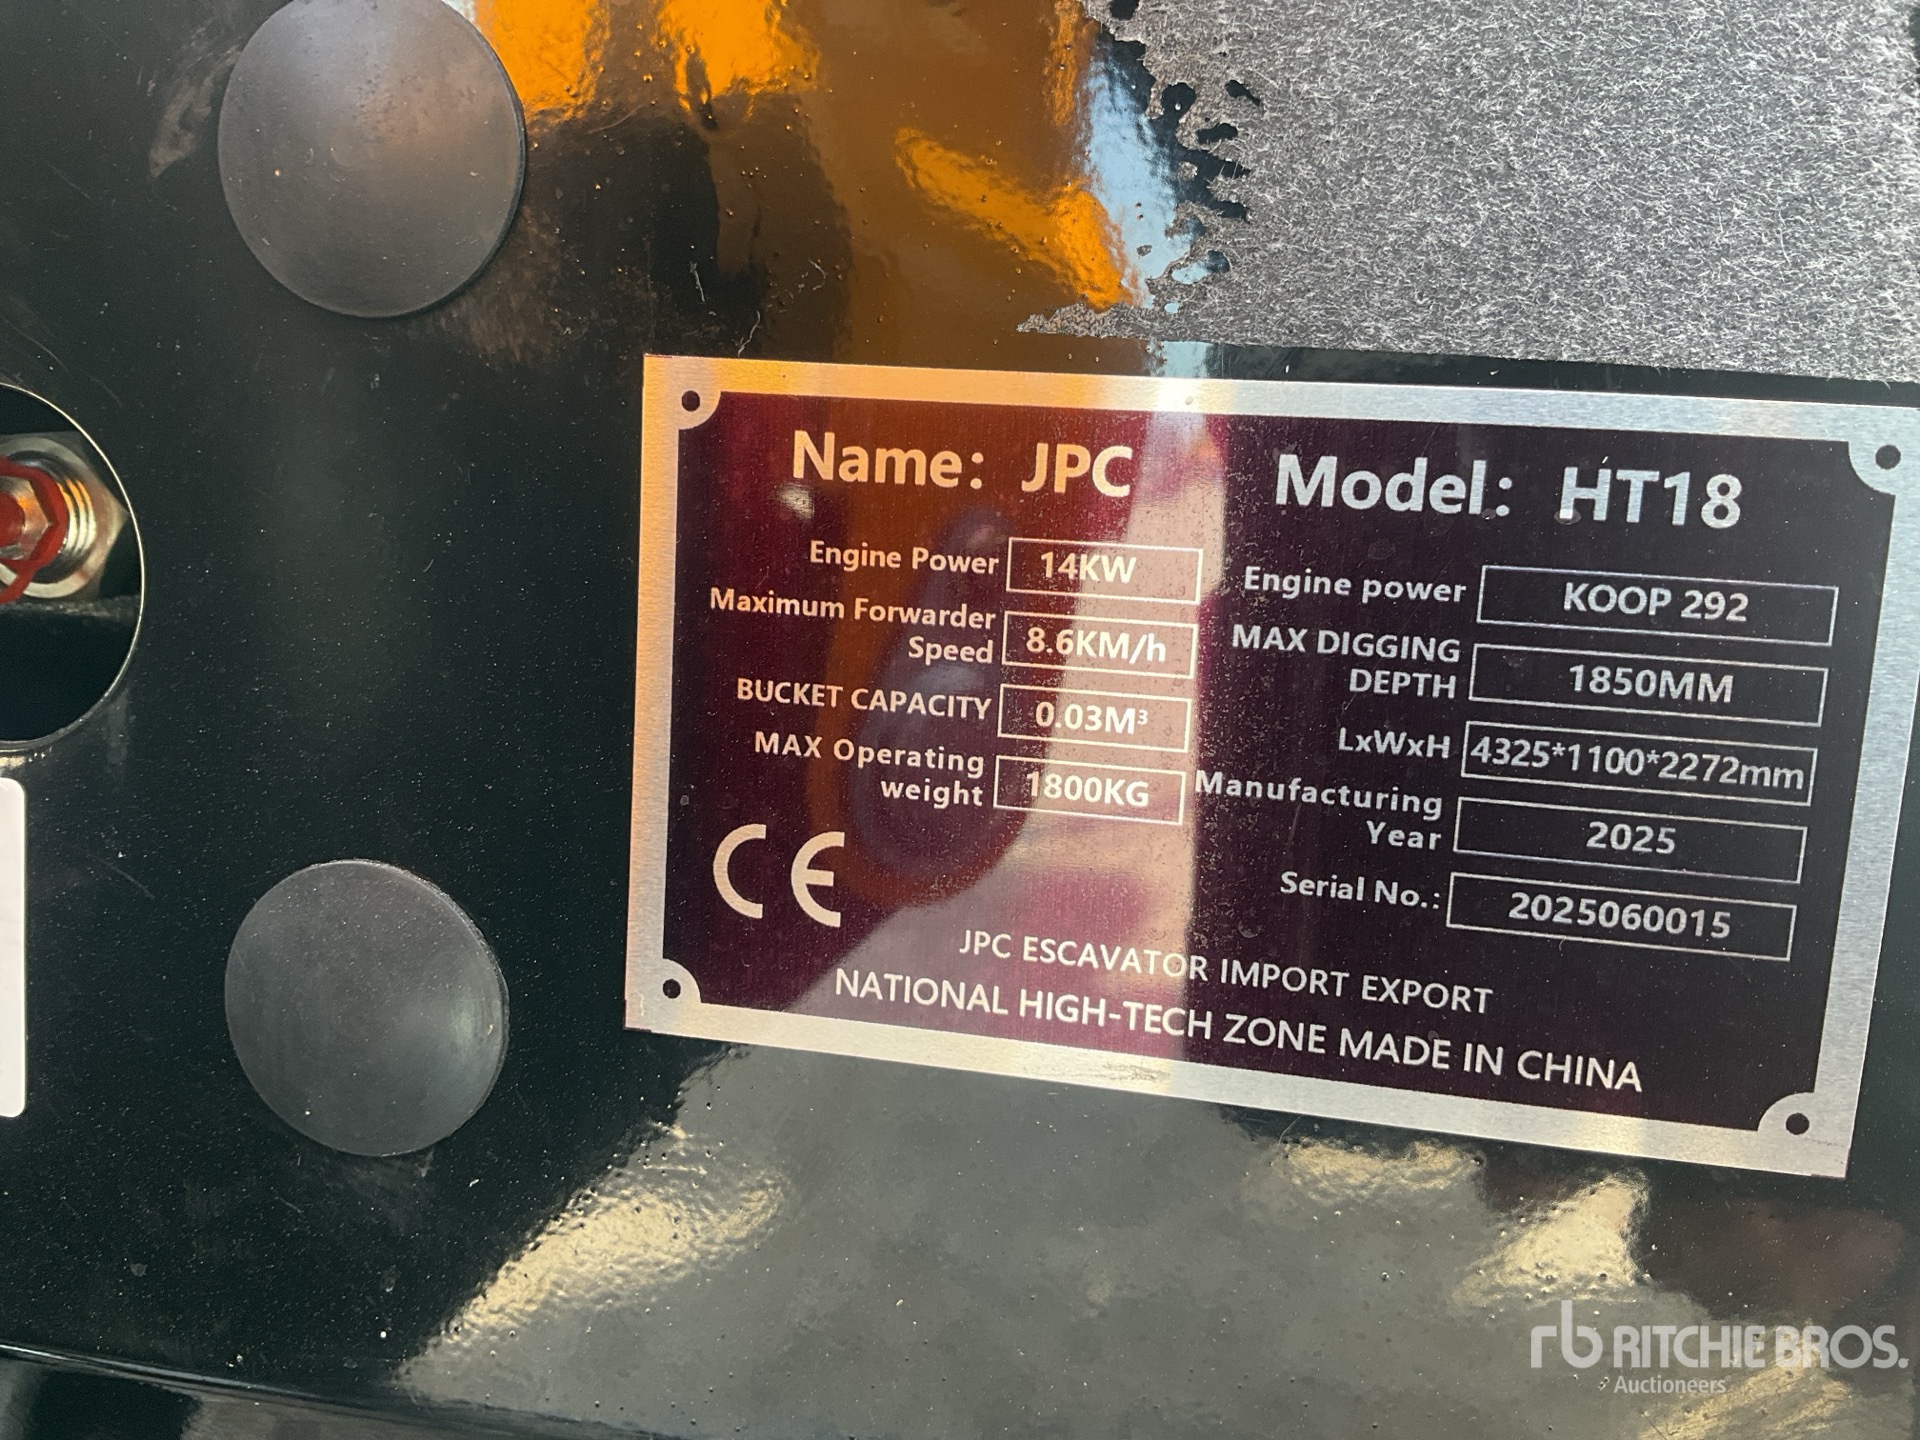 Name: JPC Model: HT18
Engine Power 14KW
Maximum Forwarder
Speed 8.6KM/h
BUCKET CAPACITY 0.03M³
MAX Operating
weight 1800KG
Engine power KOOP 292
MAX DIGGING
DEPTH 1850MM
LxWxH 4325*1100*2272mm
Manufacturing
Year 2025
Serial No.: 2025060015
CE
JPC ESCAVATOR IMPORT EXPORT
NATIONAL HIGH-TECH ZONE MADE IN CHINA
rb RITCHIE BROS.
Auctioneers